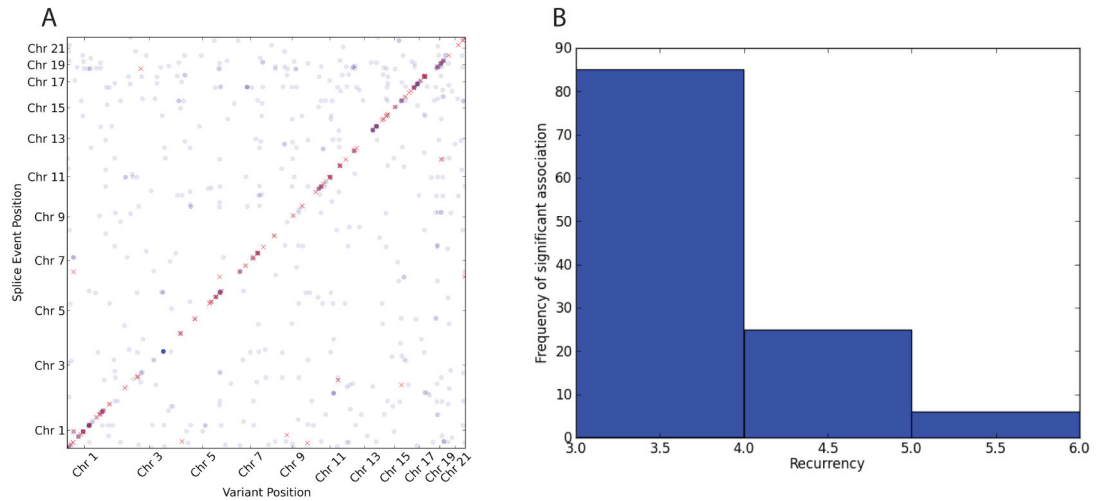 A
Splice Event Position
Chr 21
Chr 19
Chr 17
Chr 15
Chr 13
Chr 11
Chr 9
Chr 7
Chr 5
Chr 3
Chr 1
Chr 1
Chr 3
Chr 5
Chr 7
Chr 9
Chr 11
Chr 13
Chr 15
Chr 17
Chr 19
Chr 21
Variant Position
B
Frequency of significant association
90
80
70
60
50
40
30
20
10
0
3.0
3.5
4.0
4.5
5.0
5.5
6.0
Recurrency